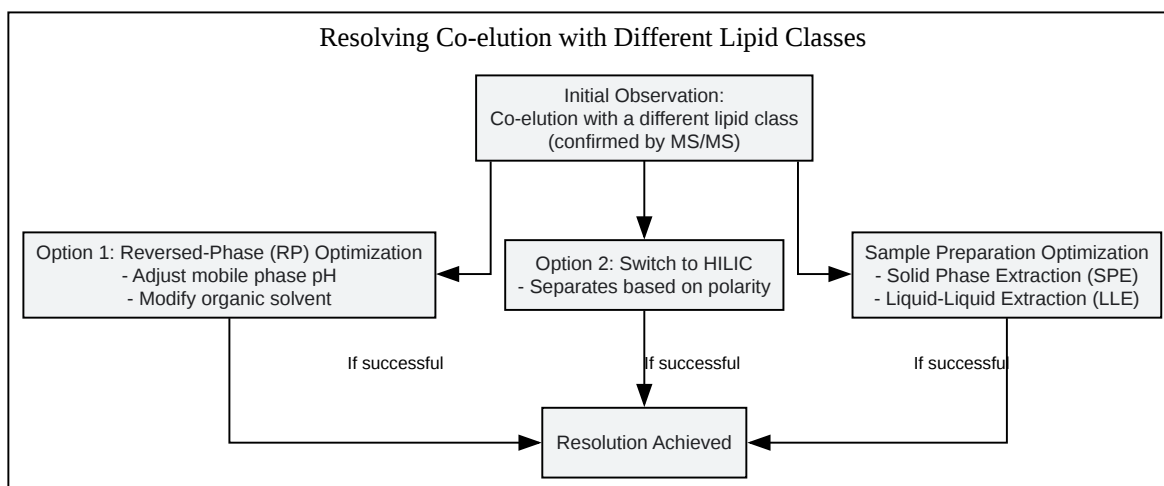 Resolving Co-elution with Different Lipid Classes
Initial Observation:
Co-elution with a different lipid class
(confirmed by MS/MS)
Option 1: Reversed-Phase (RP) Optimization
- Adjust mobile phase pH
- Modify organic solvent
Option 2: Switch to HILIC
- Separates based on polarity
Sample Preparation Optimization
- Solid Phase Extraction (SPE)
- Liquid-Liquid Extraction (LLE)
If successful
If successful
If successful
Resolution Achieved